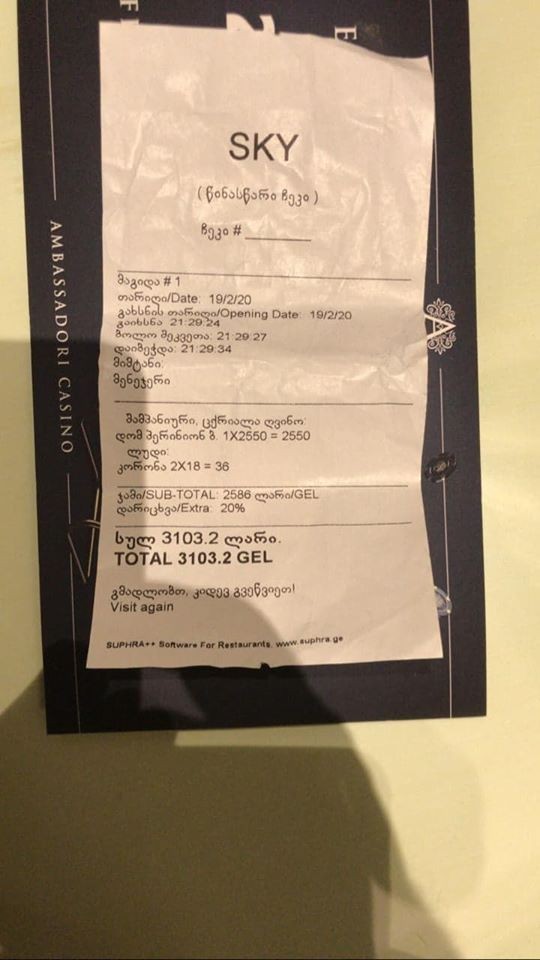 SKY
( წინასწარი ჩეკი )
ჩეკი #
მაგიდა # 1
თარიღი/Date: 19/2/20
გახსნის თარიღი/Opening Date: 19/2/20
გაიხსნა 21:29:24
ბოლო შეკვეთა: 21:29:27
დაიბეჭდა: 21:29:34
მიმტანი:
მენეჯერი
შამპანიური, ცქრიალა ღვინო:
დომ პერინიონ ბ. 1X2550 = 2550
ლუდი:
კორონა 2X18 = 36
ჯამი/SUB-TOTAL: 2586 ლარი/GEL
დარიცხვა/Extra: 20%
სულ 3103.2 ლარი.
TOTAL 3103.2 GEL
გმადლობთ, კიდევ გვეწვიეთ!
Visit again
SUPHRA++ Software For Restaurants. www.suphra.ge
AMBASSADORI CASINO